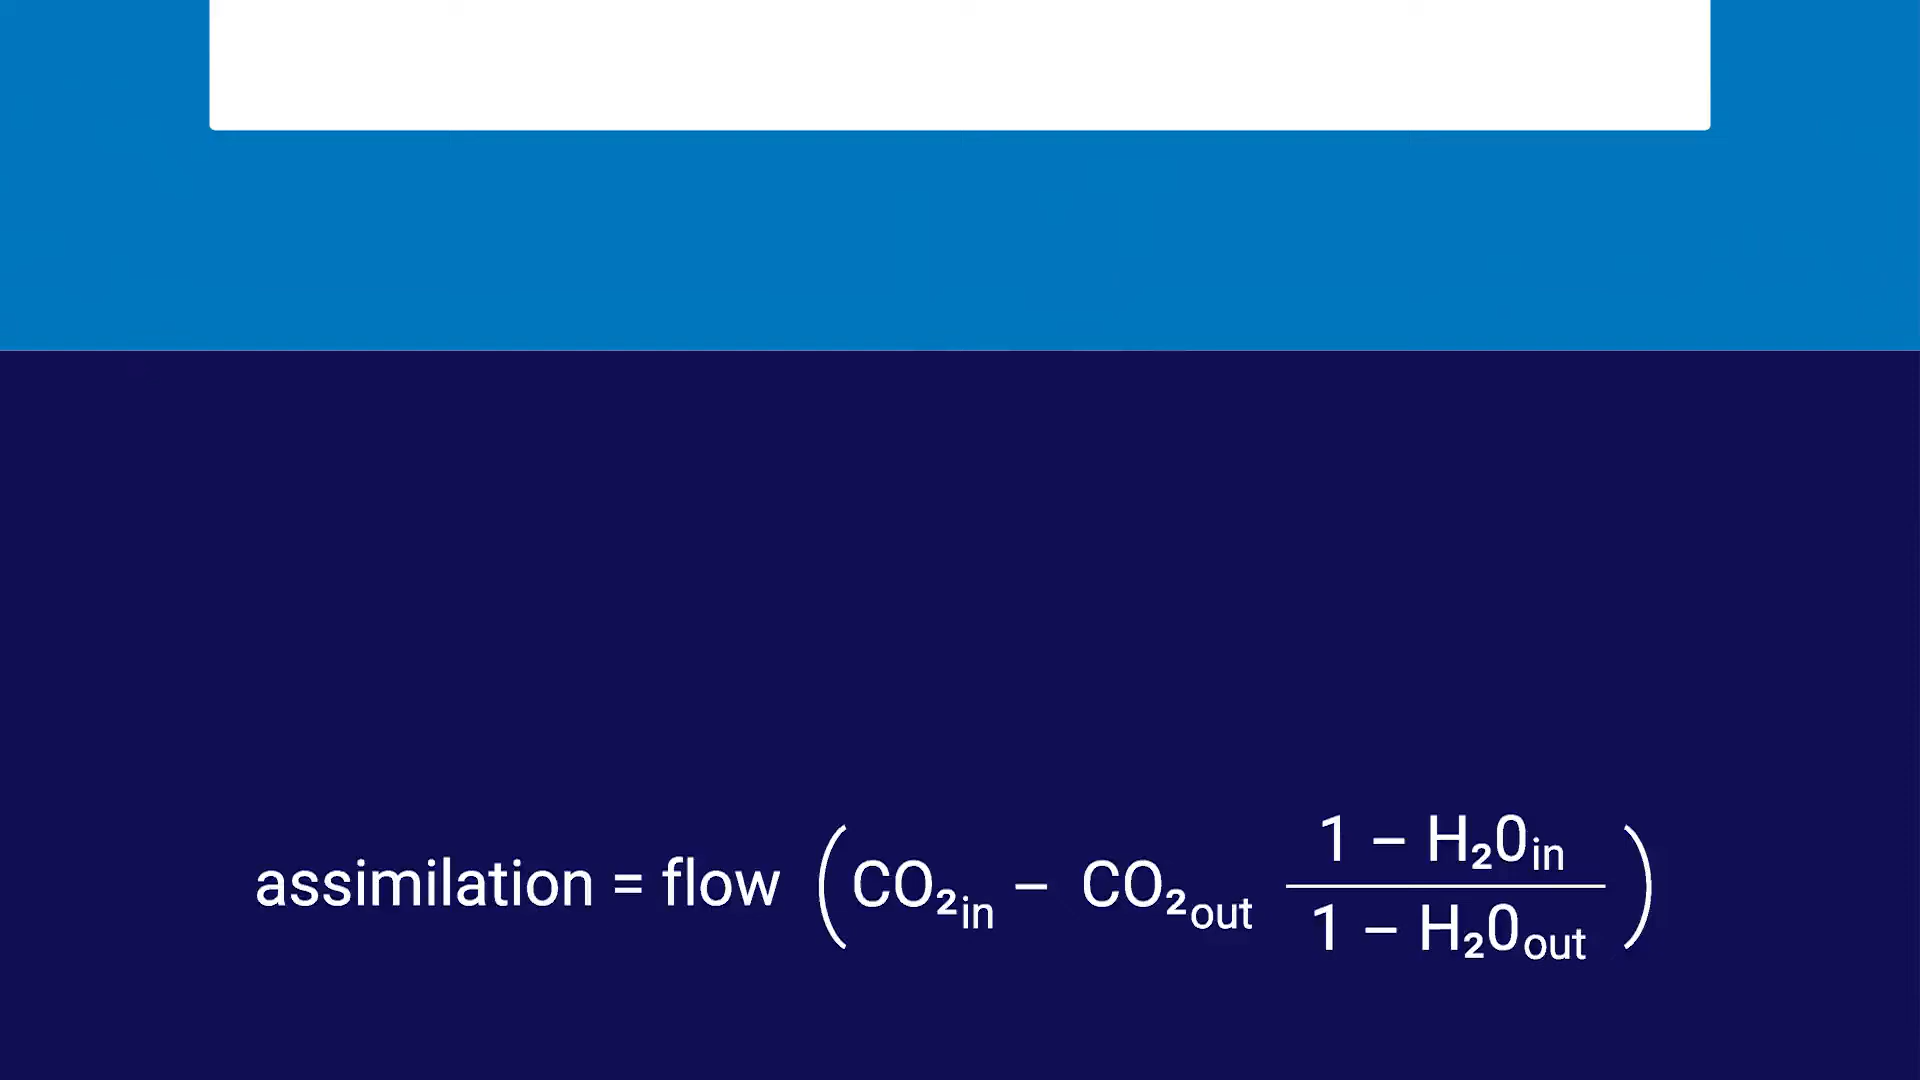 assimilation = flow (CO₂in – CO₂out (1 – H₂0in) / (1 – H₂0out))